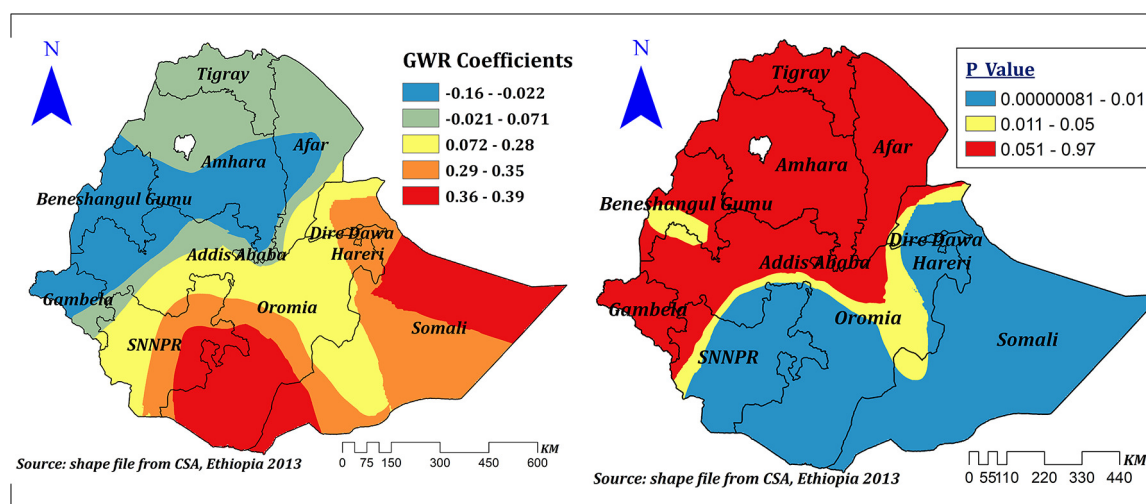 N
GWR Coefficients
-0.16 - -0.022
-0.021 - 0.071
0.072 - 0.28
0.29 - 0.35
0.36 - 0.39
Tigray
Afar
Amhara
Beneshangul Gumu
Dire Dawa
Hareri
Addis Ababa
Gambela
Oromia
Somali
SNNPR
KM
0 75 150 300 450 600
Source: shape file from CSA, Ethiopia 2013
N
P_Value
0.00000081 - 0.01
0.011 - 0.05
0.051 - 0.97
Tigray
Afar
Amhara
Beneshangul Gumu
Dire Dawa
Hareri
Addis Ababa
Gambela
Oromia
Somali
SNNPR
KM
0 55110 220 330 440
Source: shape file from CSA, Ethiopia 2013